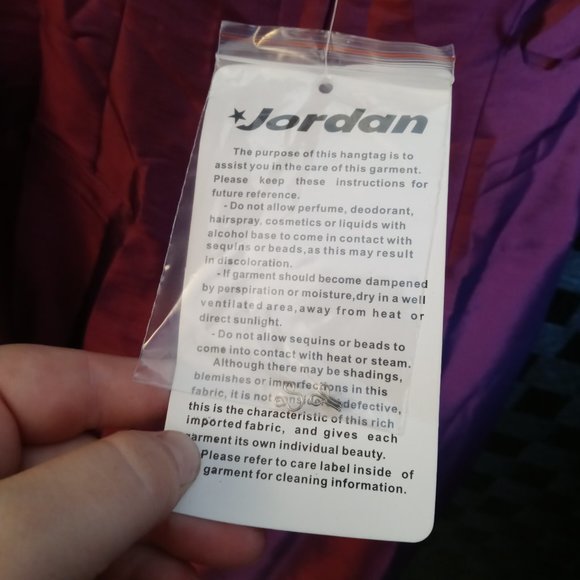 Jordan
The purpose of this hangtag is to
assist you in the care of this garment.
Please keep these instructions for
future reference.
- Do not allow perfume, deodorant,
hairspray, cosmetics or liquids with
alcohol base to come in contact with
sequins or beads,as this may result
in discoloration.
- If garment should become dampened
by perspiration or moisture,dry in a well
ventilated area,away from heat or
direct sunlight.
- Do not allow sequins or beads to
come into contact with heat or steam.
Although there may be shadings,
blemishes or imperfections in this
fabric, it is not considered defective,
this is the characteristic of this rich
imported fabric, and gives each
garment its own individual beauty.
Please refer to care label inside of
garment for cleaning information.